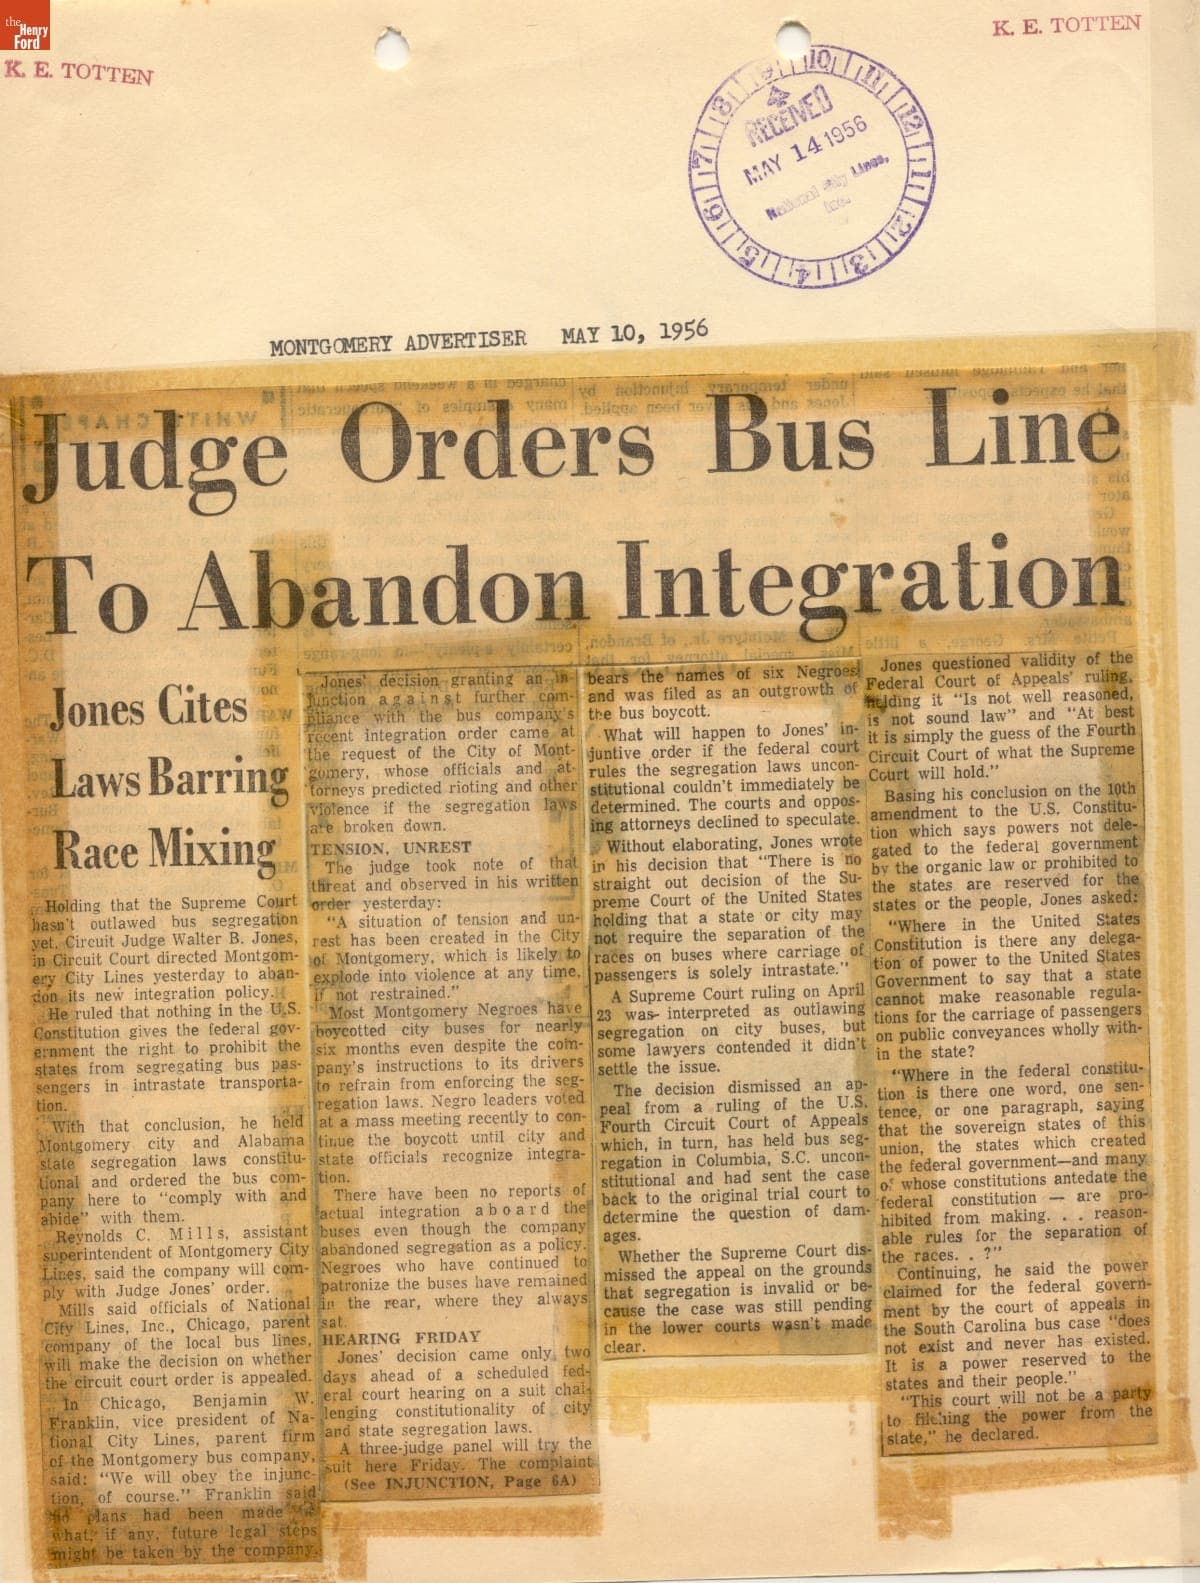 the
Henry
Ford
K. E. TOTTEN
K. E. TOTTEN
RECEIVED
MAY 14 1956
National City Lines,
Inc.
8 9 10 11 12 1 2 3 4 5 6 7
MONTGOMERY ADVERTISER MAY 10, 1956
Judge Orders Bus Line
To Abandon Integration
Jones Cites
Laws Barring
Race Mixing
Holding that the Supreme Court
hasn't outlawed bus segregation
yet, Circuit Judge Walter B. Jones,
in Circuit Court directed Montgom-
ery City Lines yesterday to aban-
don its new integration policy.
He ruled that nothing in the U.S.
Constitution gives the federal gov-
ernment the right to prohibit the
states from segregating bus pas-
sengers in intrastate transporta-
tion.
With that conclusion, he held
Montgomery city and Alabama
state segregation laws constitu-
tional and ordered the bus com-
pany here to "comply with and
abide" with them.
Reynolds C. Mills, assistant
superintendent of Montgomery City
Lines, said the company will com-
ply with Judge Jones' order.
Mills said officials of National
City Lines, Inc., Chicago, parent
company of the local bus lines,
will make the decision on whether
the circuit court order is appealed.
In Chicago, Benjamin W.
Franklin, vice president of Na-
tional City Lines, parent firm
of the Montgomery bus company,
said: "We will obey the injunc-
tion, of course." Franklin said
no plans had been made
what, if any, future legal steps
might be taken by the company.
Jones' decision granting an in-
junction against further com-
pliance with the bus company's
recent integration order came at
the request of the City of Mont-
gomery, whose officials and at-
torneys predicted rioting and other
violence if the segregation laws
are broken down.
TENSION, UNREST
The judge took note of that
threat and observed in his written
order yesterday:
"A situation of tension and un-
rest has been created in the City
of Montgomery, which is likely to
explode into violence at any time,
if not restrained."
Most Montgomery Negroes have
boycotted city buses for nearly
six months even despite the com-
pany's instructions to its drivers
to refrain from enforcing the seg-
regation laws. Negro leaders voted
at a mass meeting recently to con-
tinue the boycott until city and
state officials recognize integra-
tion.
There have been no reports of
actual integration aboard the
buses even though the company
abandoned segregation as a policy.
Negroes who have continued to
patronize the buses have remained
in the rear, where they always
sat.
HEARING FRIDAY
Jones' decision came only two
days ahead of a scheduled fed-
eral court hearing on a suit chal-
lenging constitutionality of city
and state segregation laws.
A three-judge panel will try the
suit here Friday. The complaint
(See INJUNCTION, Page 6A)
bears the names of six Negroes
and was filed as an outgrowth of
the bus boycott.
What will happen to Jones' in-
junctive order if the federal court
rules the segregation laws uncon-
stitutional couldn't immediately be
determined. The courts and oppos-
ing attorneys declined to speculate.
Without elaborating, Jones wrote
in his decision that "There is no
straight out decision of the Su-
preme Court of the United States
holding that a state or city may
not require the separation of the
races on buses where carriage of
passengers is solely intrastate."
A Supreme Court ruling on April
23 was interpreted as outlawing
segregation on city buses, but
some lawyers contended it didn't
settle the issue.
The decision dismissed an ap-
peal from a ruling of the U.S.
Fourth Circuit Court of Appeals
which, in turn, has held bus seg-
regation in Columbia, S.C. uncon-
stitutional and had sent the case
back to the original trial court to
determine the question of dam-
ages.
Whether the Supreme Court dis-
missed the appeal on the grounds
that segregation is invalid or be-
cause the case was still pending
in the lower courts wasn't made
clear.
Jones questioned validity of the
Federal Court of Appeals' ruling,
holding it "Is not well reasoned,
is not sound law" and "At best
it is simply the guess of the Fourth
Circuit Court of what the Supreme
Court will hold."
Basing his conclusion on the 10th
amendment to the U.S. Constitu-
tion which says powers not dele-
gated to the federal government
by the organic law or prohibited to
the states are reserved for the
states or the people, Jones asked:
"Where in the United States
Constitution is there any delega-
tion of power to the United States
Government to say that a state
cannot make reasonable regula-
tions for the carriage of passengers
on public conveyances wholly with-
in the state?
"Where in the federal constitu-
tion is there one word, one sen-
tence, or one paragraph, saying
that the sovereign states of this
union, the states which created
the federal government—and many
of whose constitutions antedate the
federal constitution — are pro-
hibited from making. . . reason-
able rules for the separation of
the races. . ?"
Continuing, he said the power
claimed for the federal govern-
ment by the court of appeals in
the South Carolina bus case "does
not exist and never has existed.
It is a power reserved to the
states and their people."
"This court will not be a party
to filching the power from the
state," he declared.